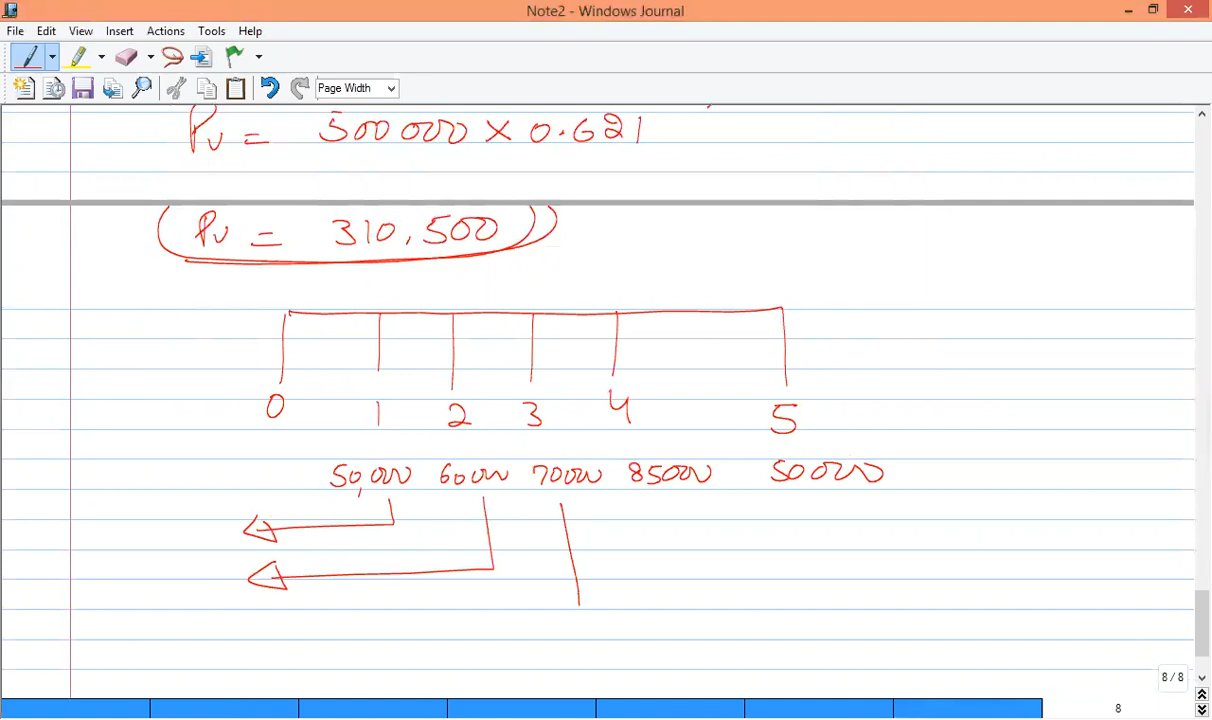 Note2 - Windows Journal
File Edit View Insert Actions Tools Help
Page Width
Pv = 500000 × 0.621
Pv = 310,500
0 1 2 3 4 5
50,000 60000 70000 85000 50000
8 / 8
8